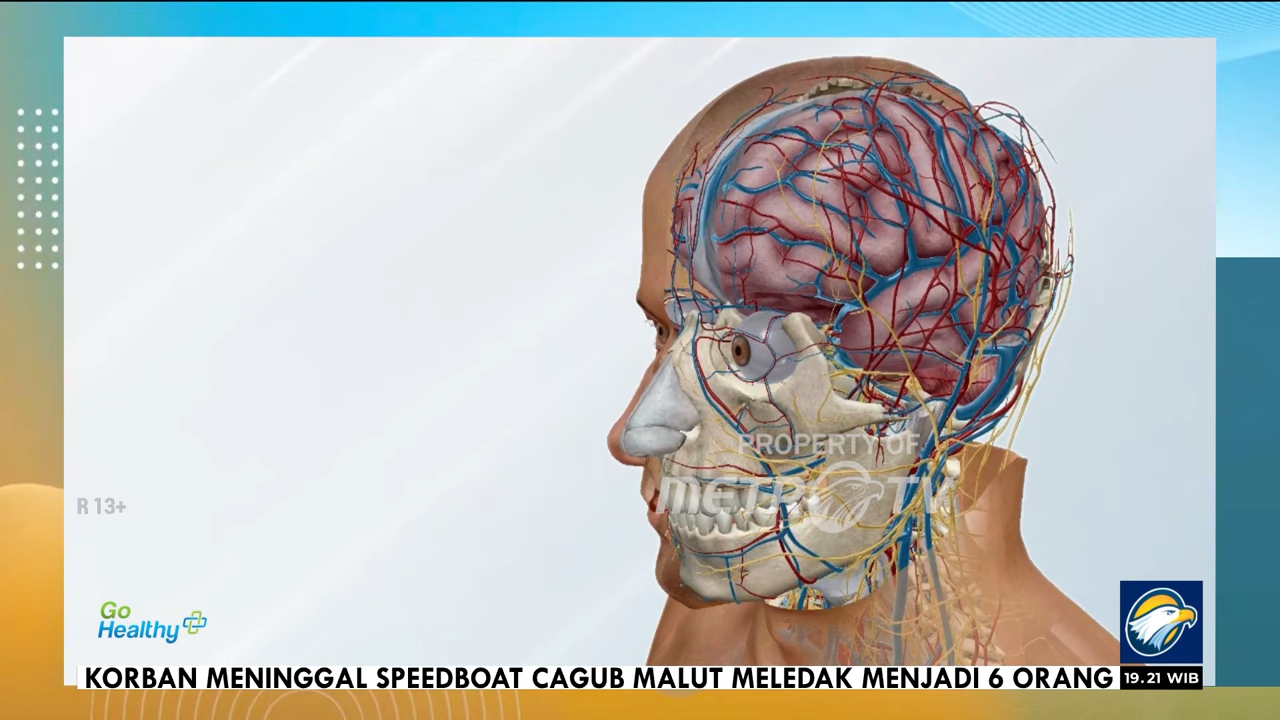 PROPERTY OF
METRO TV
R 13+
Go
Healthy
KORBAN MENINGGAL SPEEDBOAT CAGUB MALUT MELEDAK MENJADI 6 ORANG
19.21 WIB